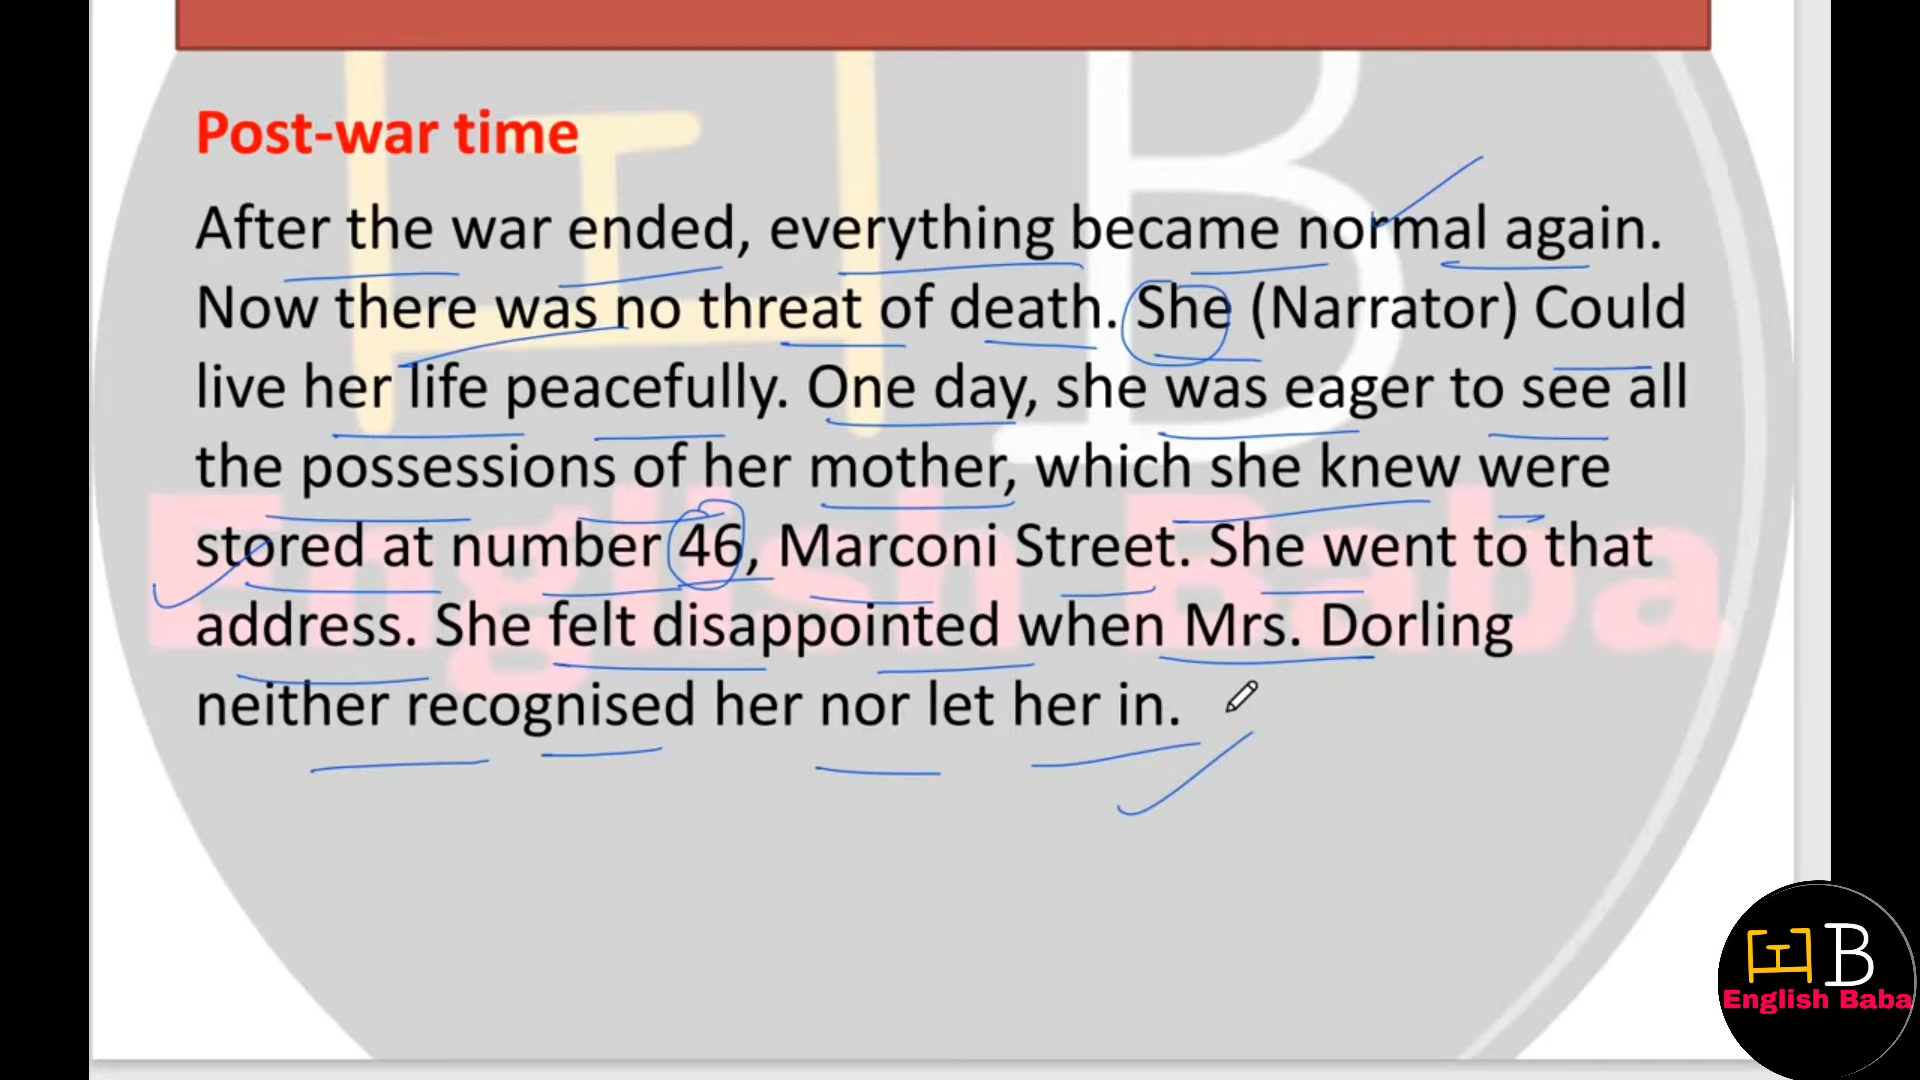 Post-war time
After the war ended, everything became normal again.
Now there was no threat of death. She (Narrator) Could
live her life peacefully. One day, she was eager to see all
the possessions of her mother, which she knew were
stored at number 46, Marconi Street. She went to that
address. She felt disappointed when Mrs. Dorling
neither recognised her nor let her in.
English Baba
B
English Baba